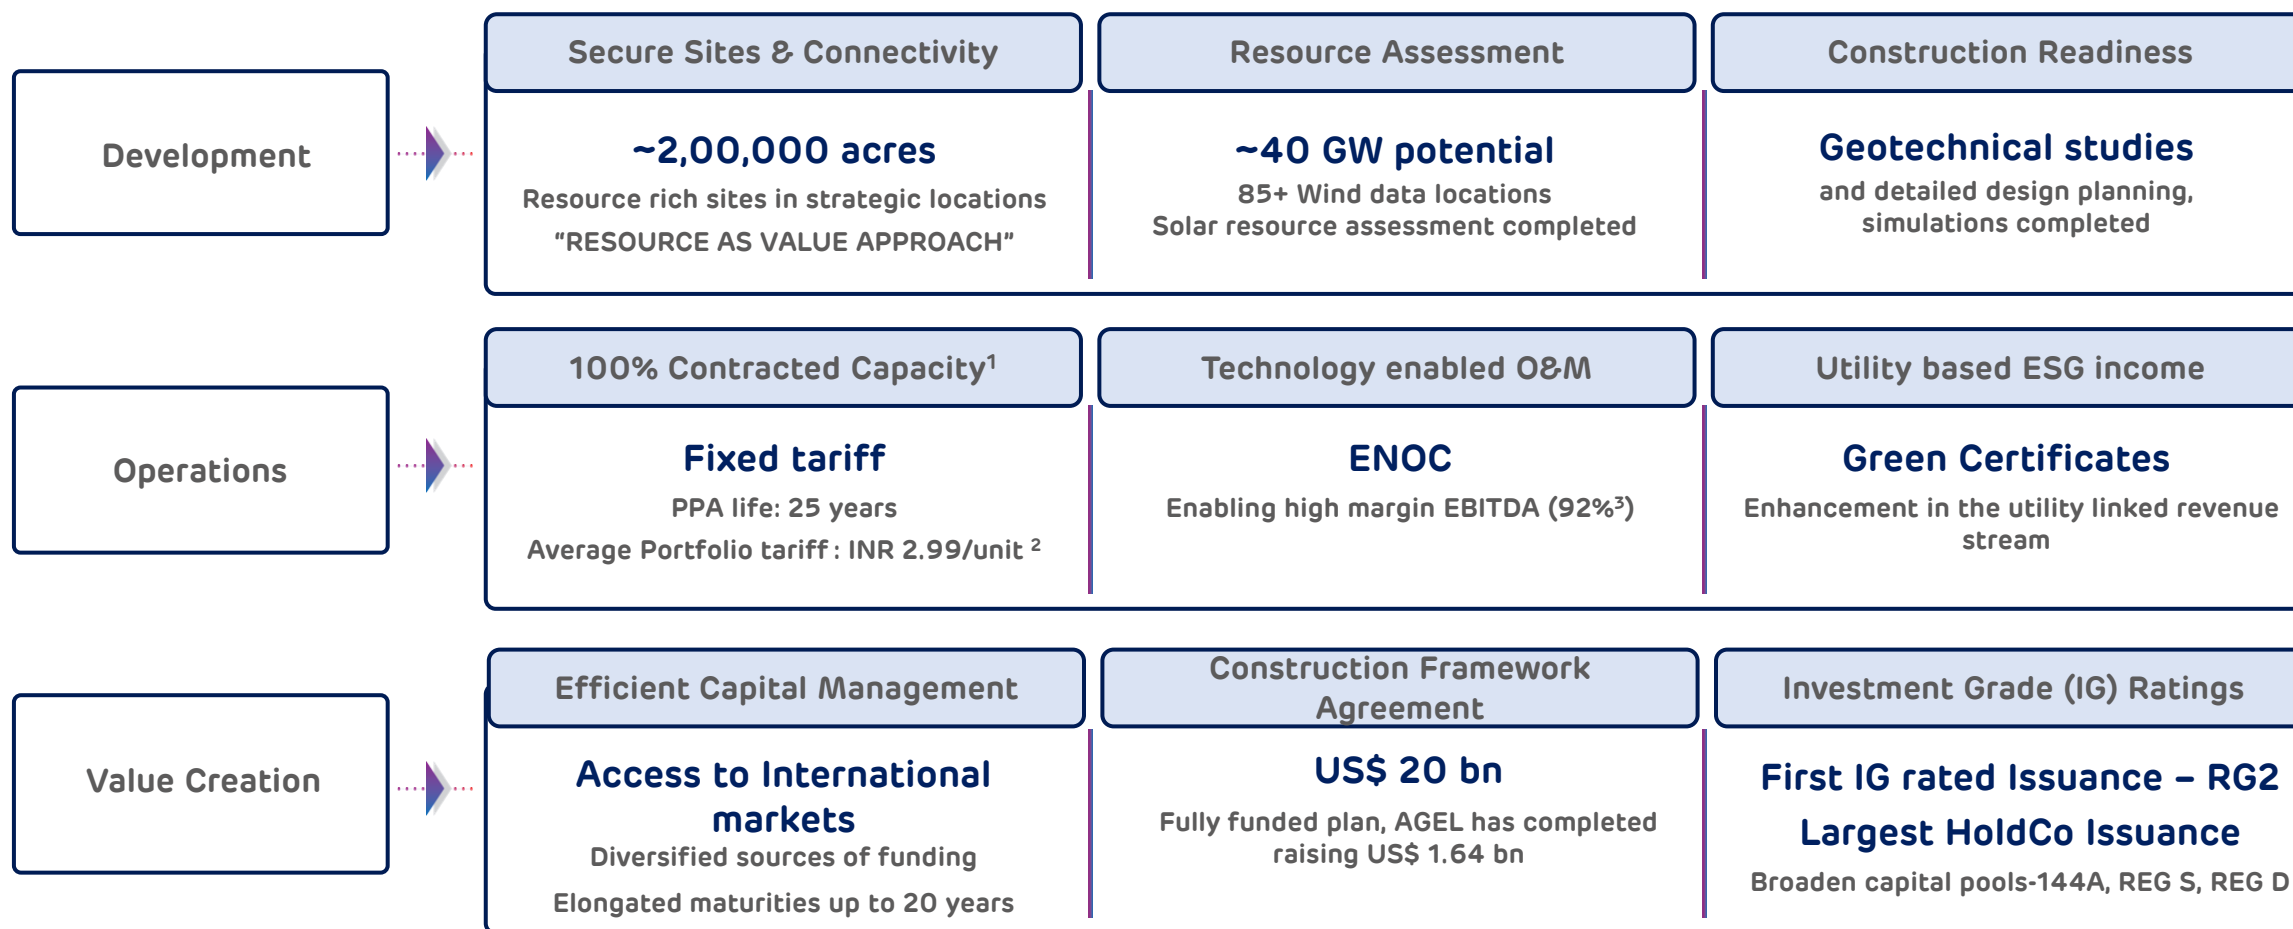 Development
Secure Sites & Connectivity
~2,00,000 acres
Resource rich sites in strategic locations
“RESOURCE AS VALUE APPROACH”
Resource Assessment
~40 GW potential
85+ Wind data locations
Solar resource assessment completed
Construction Readiness
Geotechnical studies
and detailed design planning,
simulations completed
Operations
100% Contracted Capacity¹
Fixed tariff
PPA life: 25 years
Average Portfolio tariff : INR 2.99/unit ²
Technology enabled O&M
ENOC
Enabling high margin EBITDA (92%³)
Utility based ESG income
Green Certificates
Enhancement in the utility linked revenue
stream
Value Creation
Efficient Capital Management
Access to International
markets
Diversified sources of funding
Elongated maturities up to 20 years
Construction Framework
Agreement
US$ 20 bn
Fully funded plan, AGEL has completed
raising US$ 1.64 bn
Investment Grade (IG) Ratings
First IG rated Issuance – RG2
Largest HoldCo Issuance
Broaden capital pools-144A, REG S, REG D